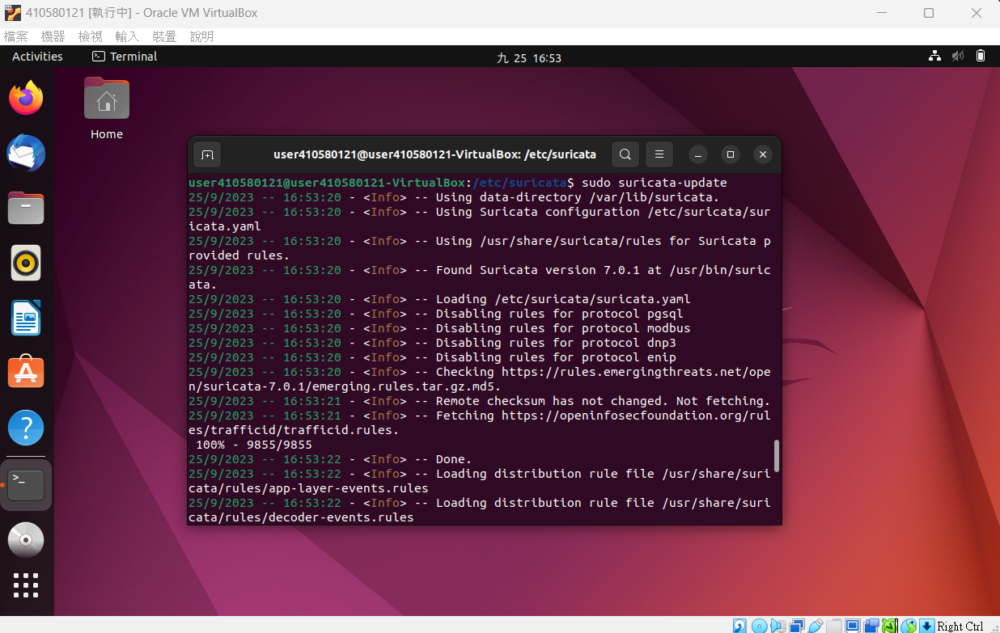 410580121 [執行中] - Oracle VM VirtualBox
檔案 機器 檢視 輸入 裝置 說明
Activities Terminal 九 25 16:53
Home
user410580121@user410580121-VirtualBox: /etc/suricata
user410580121@user410580121-VirtualBox:/etc/suricata$ sudo suricata-update
25/9/2023 -- 16:53:20 - <Info> -- Using data-directory /var/lib/suricata.
25/9/2023 -- 16:53:20 - <Info> -- Using Suricata configuration /etc/suricata/sur
icata.yaml
25/9/2023 -- 16:53:20 - <Info> -- Using /usr/share/suricata/rules for Suricata p
rovided rules.
25/9/2023 -- 16:53:20 - <Info> -- Found Suricata version 7.0.1 at /usr/bin/suric
ata.
25/9/2023 -- 16:53:20 - <Info> -- Loading /etc/suricata/suricata.yaml
25/9/2023 -- 16:53:20 - <Info> -- Disabling rules for protocol pgsql
25/9/2023 -- 16:53:20 - <Info> -- Disabling rules for protocol modbus
25/9/2023 -- 16:53:20 - <Info> -- Disabling rules for protocol dnp3
25/9/2023 -- 16:53:20 - <Info> -- Disabling rules for protocol enip
25/9/2023 -- 16:53:20 - <Info> -- Checking https://rules.emergingthreats.net/ope
n/suricata-7.0.1/emerging.rules.tar.gz.md5.
25/9/2023 -- 16:53:21 - <Info> -- Remote checksum has not changed. Not fetching.
25/9/2023 -- 16:53:21 - <Info> -- Fetching https://openinfosecfoundation.org/rul
es/trafficid/trafficid.rules.
100% - 9855/9855
25/9/2023 -- 16:53:22 - <Info> -- Done.
25/9/2023 -- 16:53:22 - <Info> -- Loading distribution rule file /usr/share/suri
cata/rules/app-layer-events.rules
25/9/2023 -- 16:53:22 - <Info> -- Loading distribution rule file /usr/share/suri
cata/rules/decoder-events.rules
Right Ctrl